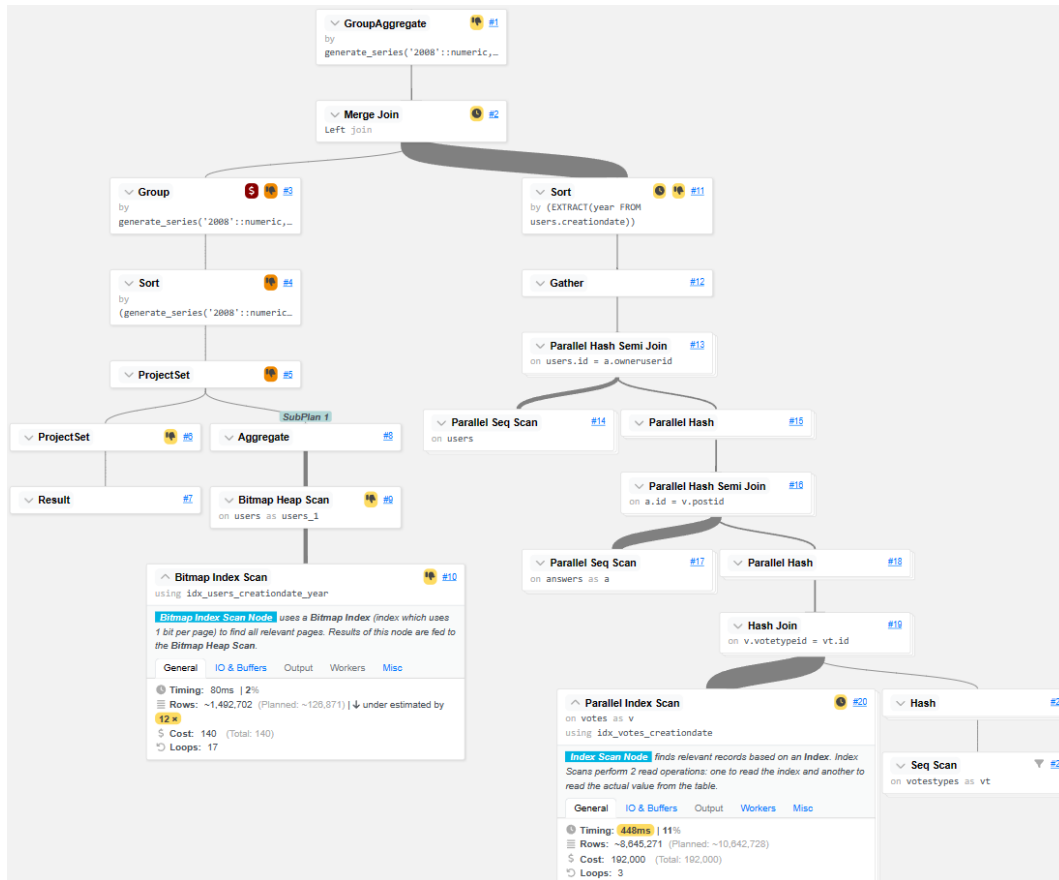 GroupAggregate #1
by
generate_series('2008'::numeric,…
Merge Join #2
Left join
Group $ #3
by
generate_series('2008'::numeric,…
Sort #11
by (EXTRACT(year FROM
users.creationdate))
Sort #4
by
(generate_series('2008'::numeric…
Gather #12
Parallel Hash Semi Join #13
on users.id = a.owneruserid
ProjectSet #5
SubPlan 1
ProjectSet #6
Aggregate #8
Parallel Seq Scan #14
on users
Parallel Hash #15
Result #7
Bitmap Heap Scan #9
on users as users_1
Parallel Hash Semi Join #16
on a.id = v.postid
Bitmap Index Scan #10
using idx_users_creationdate_year
Bitmap Index Scan Node uses a Bitmap Index (index which uses
1 bit per page) to find all relevant pages. Results of this node are fed to
the Bitmap Heap Scan.
General IO & Buffers Output Workers Misc
Timing: 80ms | 2%
Rows: ~1,492,702 (Planned: ~126,871) | under estimated by
12 ×
$ Cost: 140 (Total: 140)
Loops: 17
Parallel Seq Scan #17
on answers as a
Parallel Hash #18
Hash Join #19
on v.votetypeid = vt.id
Parallel Index Scan #20
on votes as v
using idx_votes_creationdate
Index Scan Node finds relevant records based on an Index. Index
Scans perform 2 read operations: one to read the index and another to
read the actual value from the table.
General IO & Buffers Output Workers Misc
Timing: 448ms | 11%
Rows: ~8,645,271 (Planned: ~10,642,728)
$ Cost: 192,000 (Total: 192,000)
Loops: 3
Hash
Seq Scan
on votestypes as vt